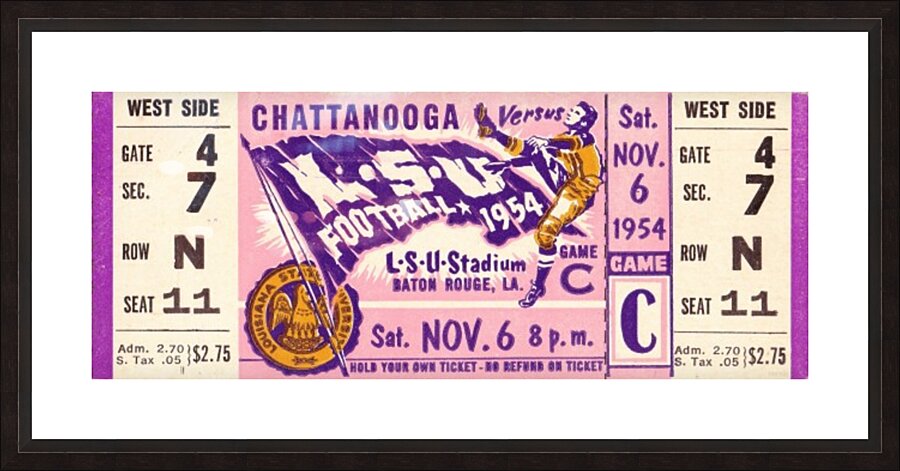 WEST SIDE
GATE 4
SEC. 7
ROW N
SEAT 11
Adm. 2.70
S. Tax .05
$2.75
CHATTANOOGA Versus
L·S·U
FOOTBALL ★ 1954
L·S·U·Stadium
BATON ROUGE, LA.
GAME
C
LOUISIANA STATE UNIVERSITY
Sat. NOV. 6 8 p.m.
HOLD YOUR OWN TICKET - NO REFUND ON TICKET
Sat.
NOV.
6
1954
GAME
C
WEST SIDE
GATE 4
SEC. 7
ROW N
SEAT 11
Adm. 2.70
S. Tax .05
$2.75